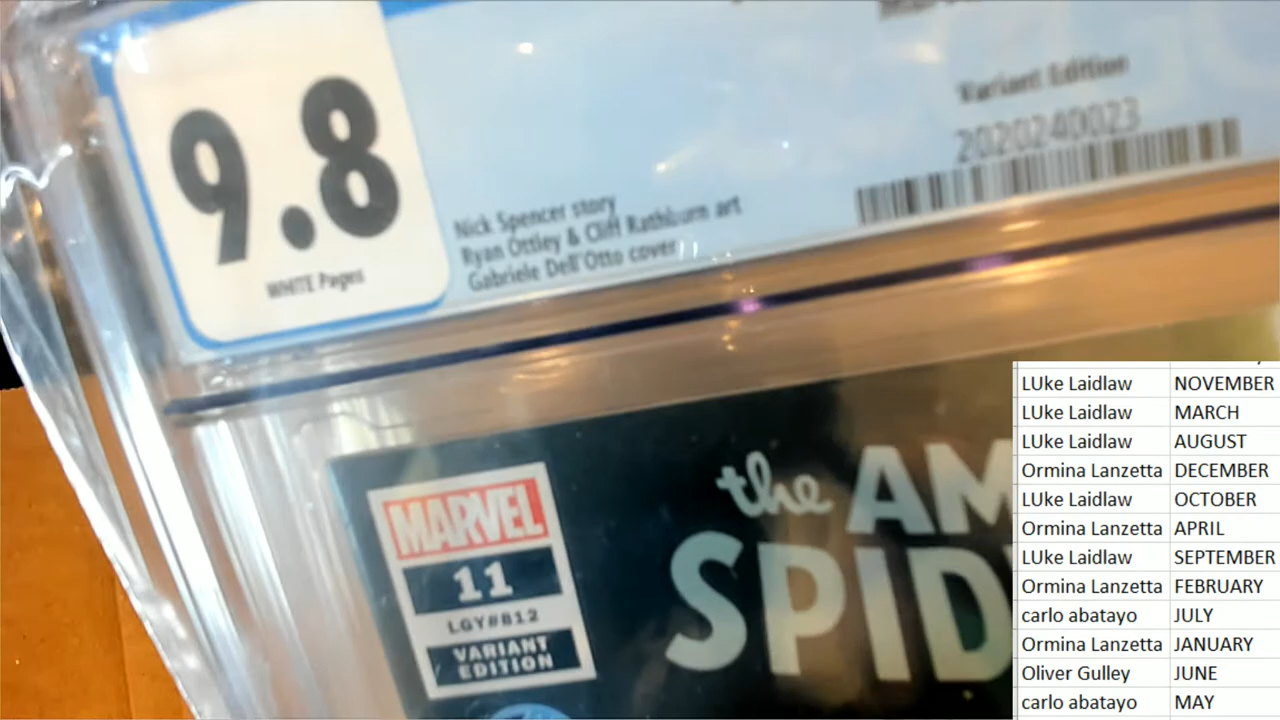 9.8
WHITE Pages
Nick Spencer story
Ryan Ottley & Cliff Rathburn art
Gabriele Dell'Otto cover
Variant Edition
2020240023
MARVEL
11
LGY#812
VARIANT
EDITION
the AM
SPID
LUke Laidlaw NOVEMBER
LUke Laidlaw MARCH
LUke Laidlaw AUGUST
Ormina Lanzetta DECEMBER
LUke Laidlaw OCTOBER
Ormina Lanzetta APRIL
LUke Laidlaw SEPTEMBER
Ormina Lanzetta FEBRUARY
carlo abatayo JULY
Ormina Lanzetta JANUARY
Oliver Gulley JUNE
carlo abatayo MAY